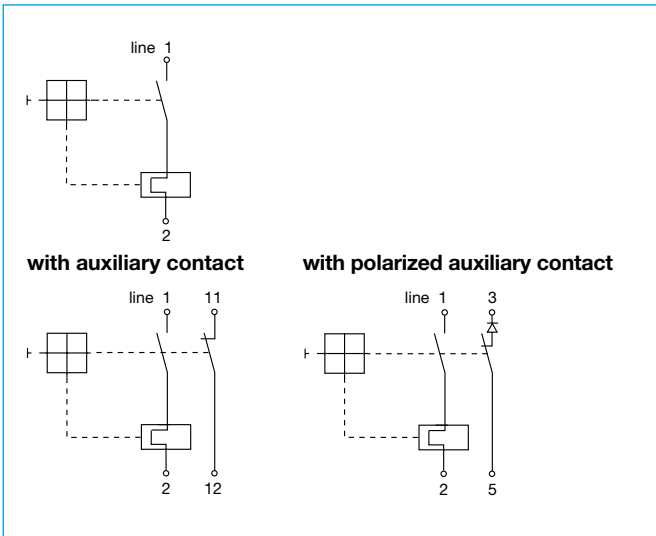 line 1
2
with auxiliary contact
with polarized auxiliary contact
line 1 11
2 12
line 1 3
2 5